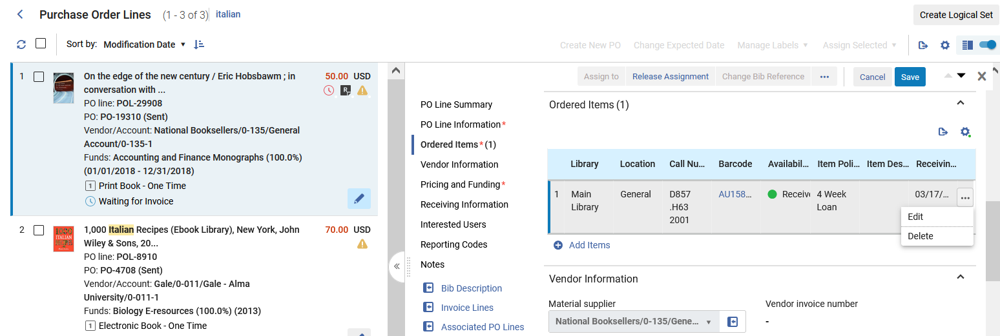 Purchase Order Lines (1 - 3 of 3) italian
Create Logical Set
Sort by: Modification Date
Create New PO Change Expected Date Manage Labels Assign Selected
1 On the edge of the new century / Eric Hobsbawm ; in 50.00 USD
conversation with ...
R
PO line: POL-29908
PO: PO-19310 (Sent)
Vendor/Account: National Booksellers/0-135/General
Account/0-135-1
Funds: Accounting and Finance Monographs (100.0%)
(01/01/2018 - 12/31/2018)
1 Print Book - One Time
Waiting for Invoice
2 1,000 Italian Recipes (Ebook Library), New York, John 70.00 USD
Wiley & Sons, 20...
PO line: POL-8910
PO: PO-4708 (Sent)
Vendor/Account: Gale/0-011/Gale - Alma
University/0-011-1
Funds: Biology E-resources (100.0%) (2013)
1 Electronic Book - One Time
Assign to Release Assignment Change Bib Reference ... Cancel Save
PO Line Summary
PO Line Information*
Ordered Items* (1)
Vendor Information
Pricing and Funding*
Receiving Information
Interested Users
Reporting Codes
Notes
Bib Description
Invoice Lines
Associated PO Lines
Ordered Items (1)
Library Location Call Nu... Barcode Availabil... Item Poli... Item Des... Receivin...
1 Main General D857 AU158... Receive 4 Week 03/17/...
Library .H63 Loan
2001
Edit
Delete
Add Items
Vendor Information
Material supplier Vendor invoice number
National Booksellers/0-135/Gene... -